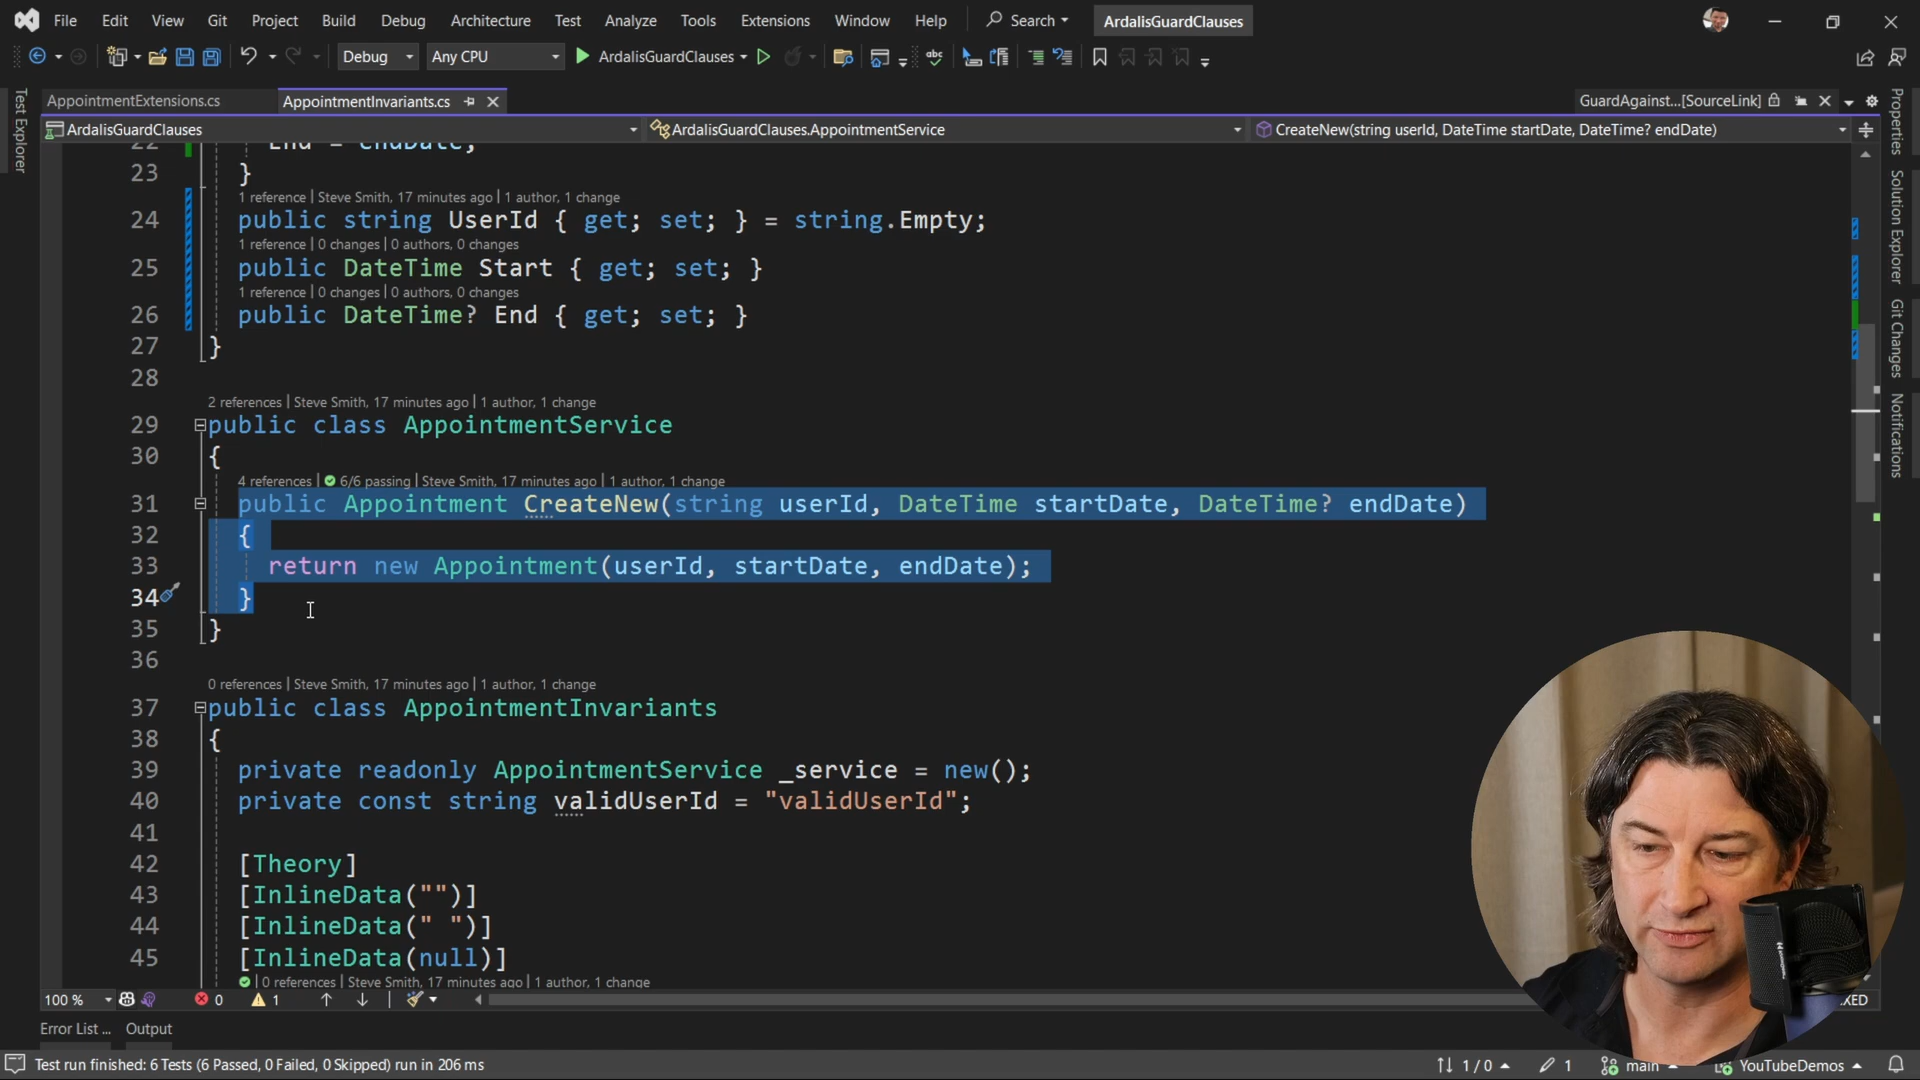 File Edit View Git Project Build Debug Architecture Test Analyze Tools Extensions Window Help Search ArdalisGuardClauses
Debug Any CPU ArdalisGuardClauses
AppointmentExtensions.cs AppointmentInvariants.cs GuardAgainst...[SourceLink]
ArdalisGuardClauses ArdalisGuardClauses.AppointmentService CreateNew(string userId, DateTime startDate, DateTime? endDate)
Test Explorer
Properties
Solution Explorer
Git Changes
Notifications
22 End = endDate;
23 }
1 reference | Steve Smith, 17 minutes ago | 1 author, 1 change
24 public string UserId { get; set; } = string.Empty;
1 reference | 0 changes | 0 authors, 0 changes
25 public DateTime Start { get; set; }
1 reference | 0 changes | 0 authors, 0 changes
26 public DateTime? End { get; set; }
27 }
28
2 references | Steve Smith, 17 minutes ago | 1 author, 1 change
29 public class AppointmentService
30 {
4 references | 6/6 passing | Steve Smith, 17 minutes ago | 1 author, 1 change
31 public Appointment CreateNew(string userId, DateTime startDate, DateTime? endDate)
32 {
33 return new Appointment(userId, startDate, endDate);
34 }
35 }
36
0 references | Steve Smith, 17 minutes ago | 1 author, 1 change
37 public class AppointmentInvariants
38 {
39 private readonly AppointmentService _service = new();
40 private const string validUserId = "validUserId";
41
42 [Theory]
43 [InlineData("")]
44 [InlineData(" ")]
45 [InlineData(null)]
0 references | Steve Smith, 17 minutes ago | 1 author, 1 change
100 % 0 1
Error List ... Output
Test run finished: 6 Tests (6 Passed, 0 Failed, 0 Skipped) run in 206 ms 1 / 0 1 main YouTubeDemos